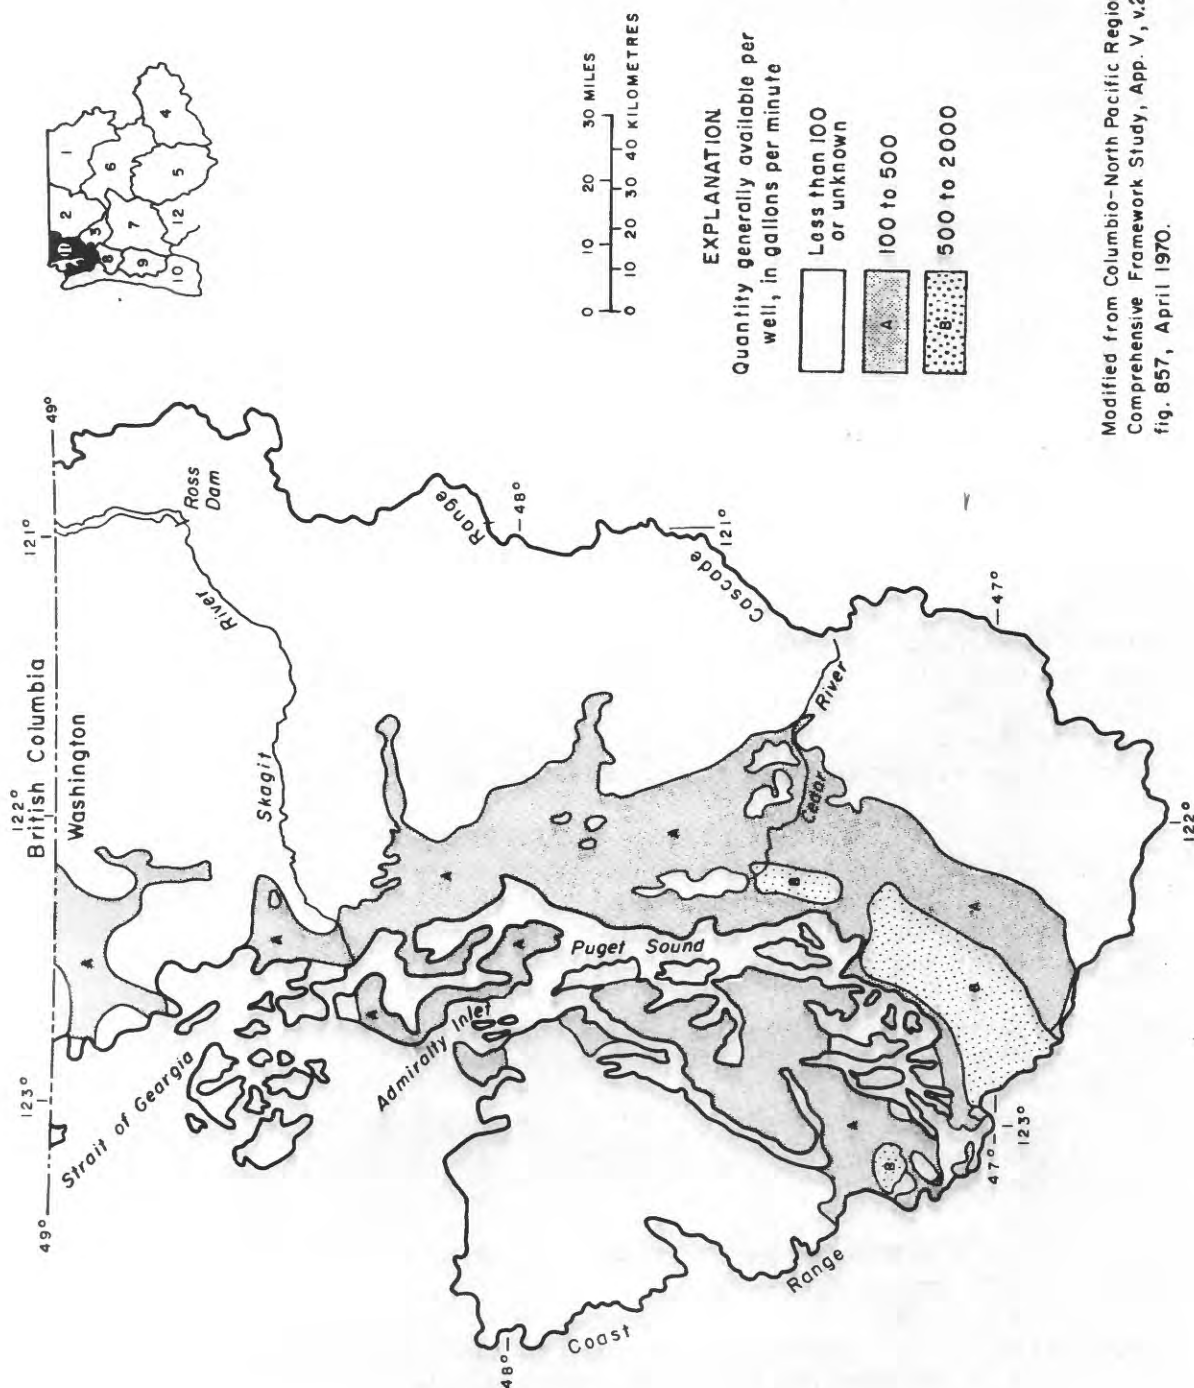 1
2
3
4
5
6
7
8
9
10
11
12
0 10 20 30 MILES
0 10 20 30 40 KILOMETRES
EXPLANATION
Quantity generally available per
well, in gallons per minute
Less than 100
or unknown
A
100 to 500
B
500 to 2000
Modified from Columbio-North Pacific Regio
Comprehensive Framework Study, App. V, v.2
fig. 857, April 1970.
49°
123°
122°
121°
49°
British Columbia
Washington
Ross
Dam
River
Skagit
Strait of Georgia
Admiralty Inlet
Puget Sound
Range
48°
121°
Cascade
River
Cedar
47°
122°
47°
123°
48°
Coast
Range
A
A
A
A
A
A
A
A
B
B
B